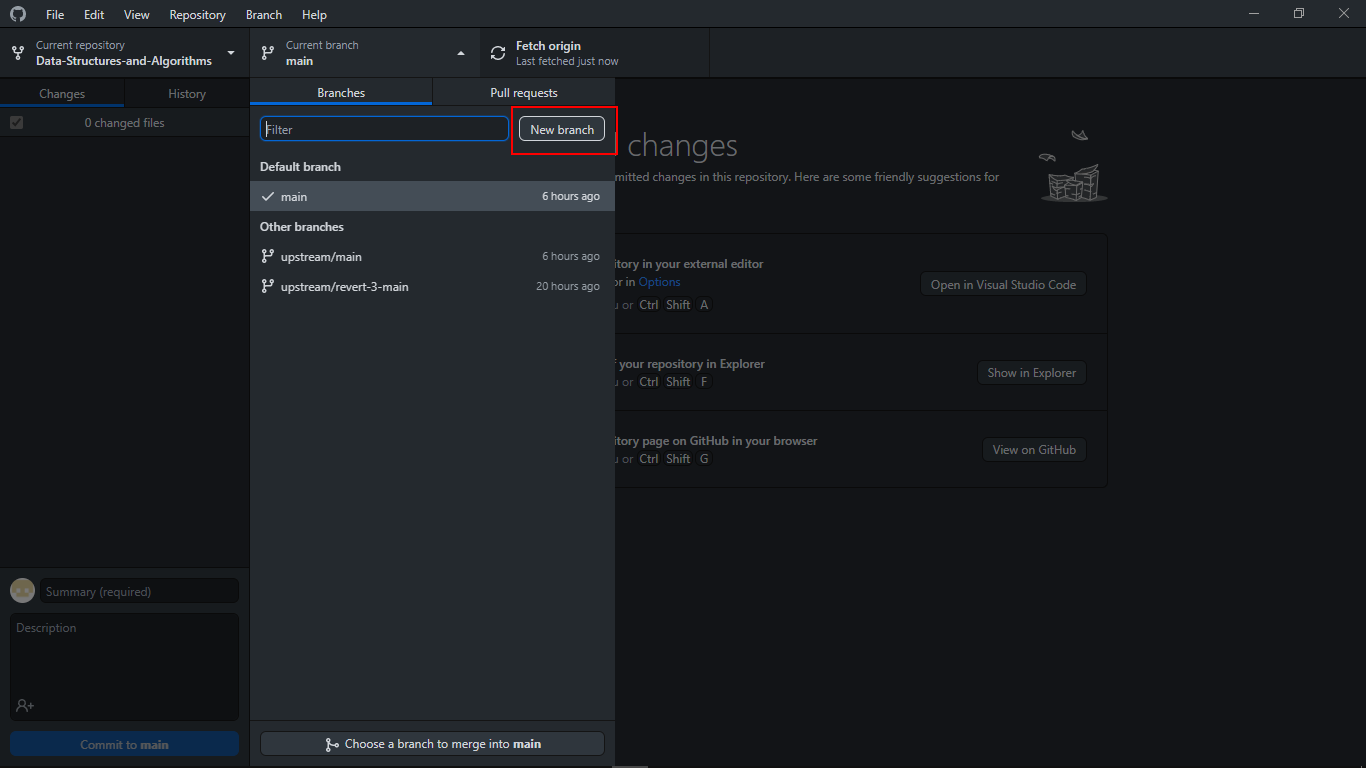 File Edit View Repository Branch Help
Current repository
Data-Structures-and-Algorithms
Current branch
main
Fetch origin
Last fetched just now
Changes History
0 changed files
Summary (required)
Description
Commit to main
Branches Pull requests
Filter
New branch
Default branch
main 6 hours ago
Other branches
upstream/main 6 hours ago
upstream/revert-3-main 20 hours ago
Choose a branch to merge into main
changes
changes in this repository. Here are some friendly suggestions for
in your external editor
in Options
or Ctrl Shift A
Open in Visual Studio Code
your repository in Explorer
or Ctrl Shift F
Show in Explorer
page on GitHub in your browser
or Ctrl Shift G
View on GitHub